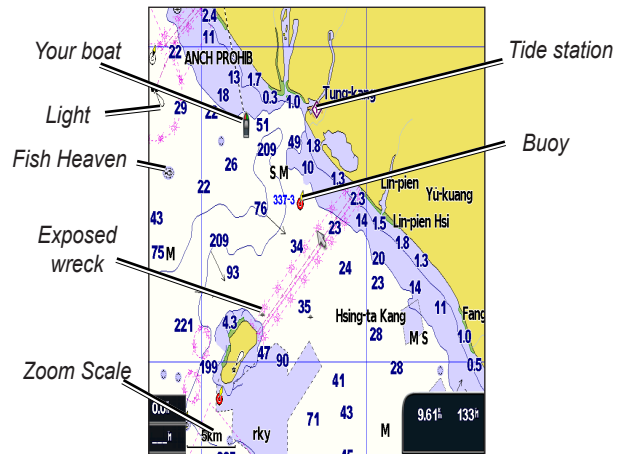 2.4
11
22
ANCH PROHIB
13
1.7
18
0.3
1.0
Tung-kang
29
22
51
49
1.8
209
26
10
S M
1.3
Lin-pien
Yü-kuang
22
337-3
2.3
76
14
1.5
Lin-pien Hsi
43
23
209
34
1.8
75
M
20
1.3
93
24
23
14
35
11
Hsing-ta Kang
Fang
221
4.3
28
M S
1.0
47
90
199
28
0.5
41
9.61
133
71
43
5km
rky
M
Your boat
Light
Fish Heaven
Exposed
wreck
Zoom Scale
Tide station
Buoy